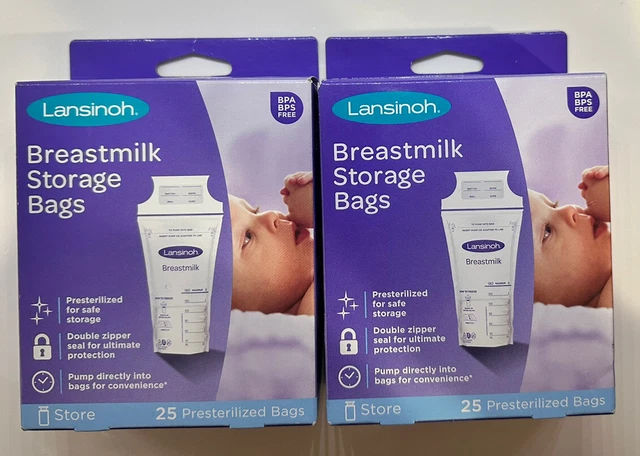 Lansinoh.
BPA
BPS
FREE
Breastmilk
Storage
Bags
Lansinoh.
Breastmilk
Presterilized
for safe
storage
Double zipper
seal for ultimate
protection
Pump directly into
bags for convenience*
Store
25 Presterilized Bags
Lansinoh.
BPA
BPS
FREE
Breastmilk
Storage
Bags
Lansinoh.
Breastmilk
Presterilized
for safe
storage
Double zipper
seal for ultimate
protection
Pump directly into
bags for convenience*
Store
25 Presterilized Bags